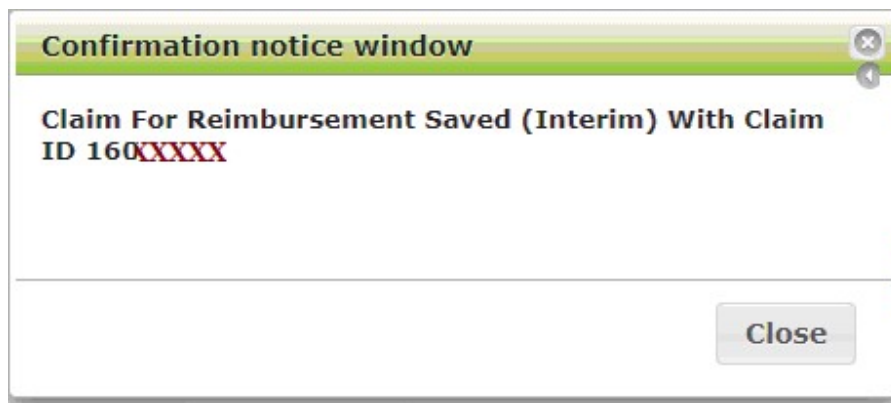 Confirmation notice window
Claim For Reimbursement Saved (Interim) With Claim
ID 160XXXXX
Close